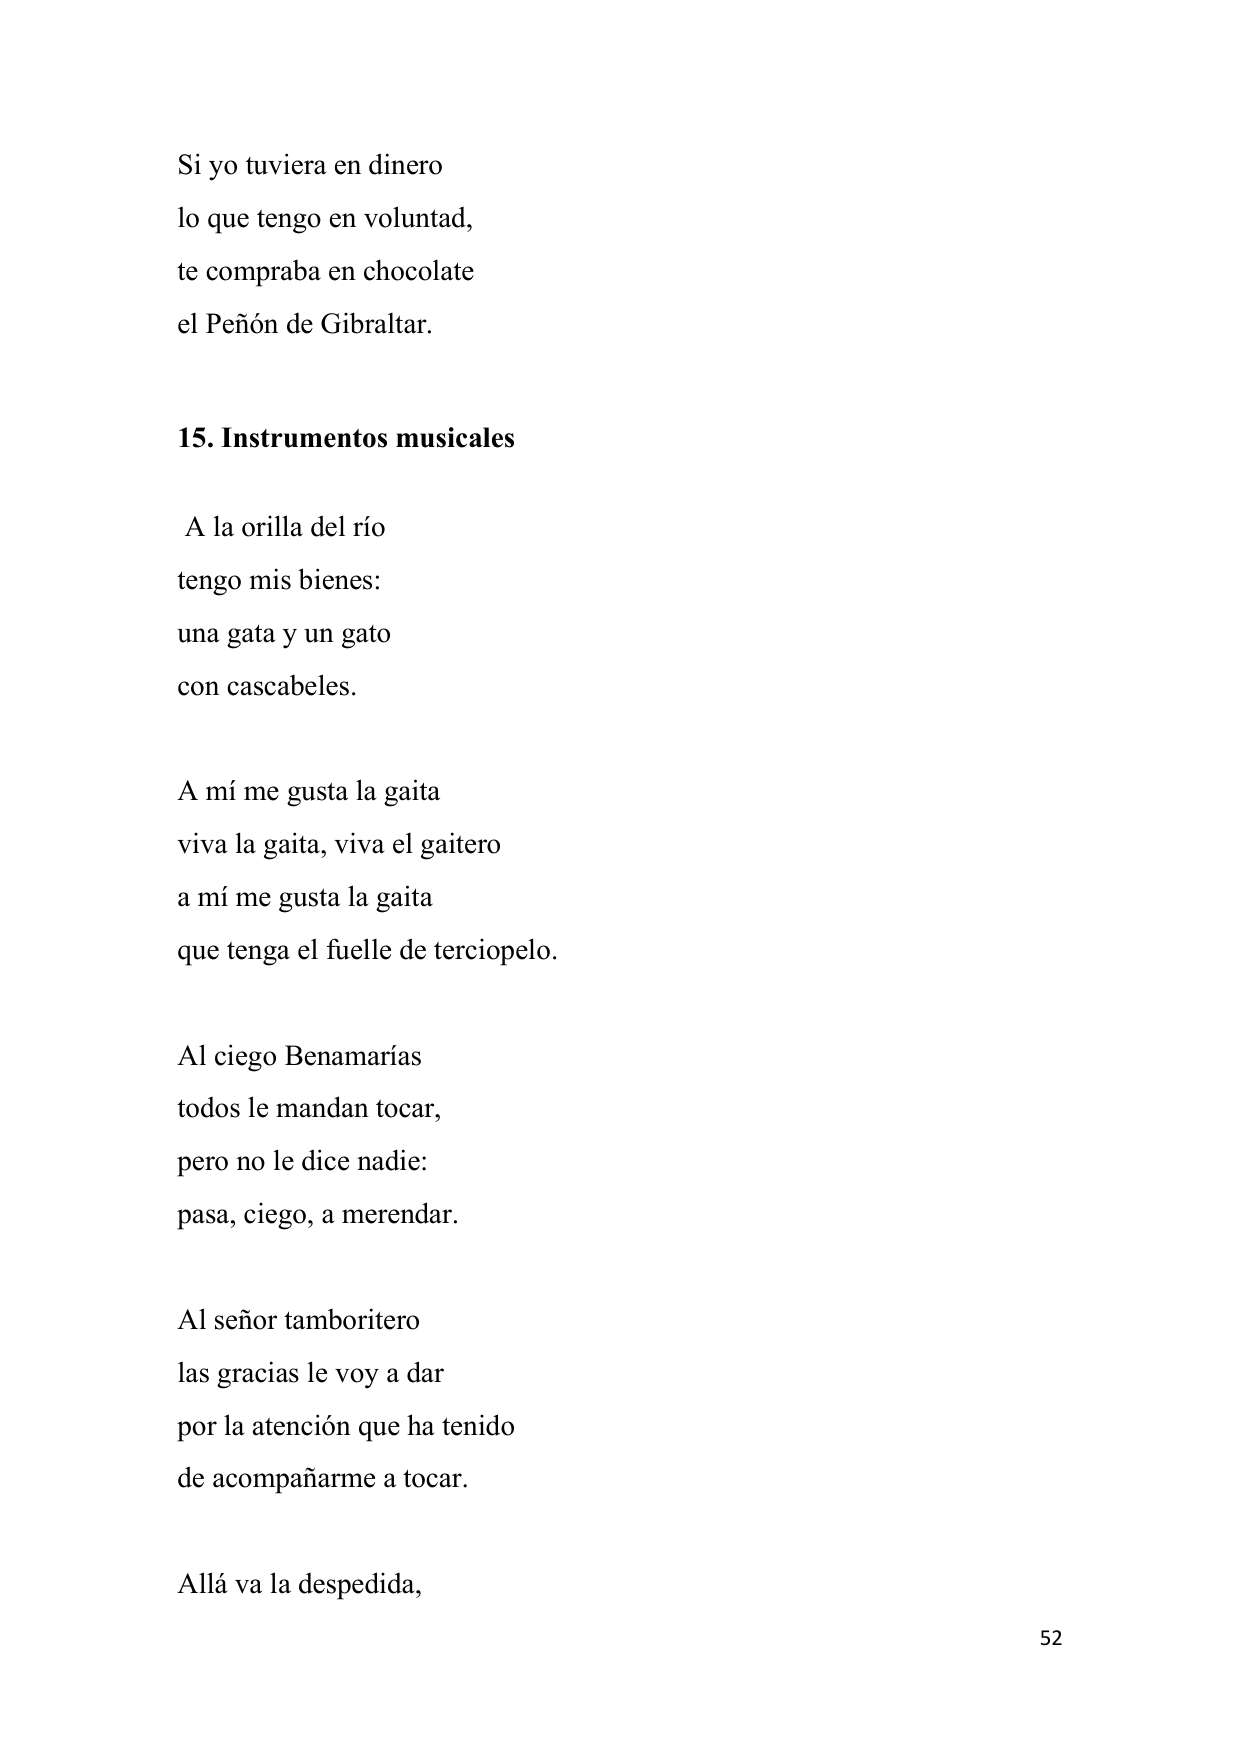 Si yo tuviera en dinero
lo que tengo en voluntad,
te compraba en chocolate
el Peñón de Gibraltar.
15. Instrumentos musicales
A la orilla del río
tengo mis bienes:
una gata y un gato
con cascabeles.
A mí me gusta la gaita
viva la gaita, viva el gaitero
a mí me gusta la gaita
que tenga el fuelle de terciopelo.
Al ciego Benamarías
todos le mandan tocar,
pero no le dice nadie:
pasa, ciego, a merendar.
Al señor tamboritero
las gracias le voy a dar
por la atención que ha tenido
de acompañarme a tocar.
Allá va la despedida,
52